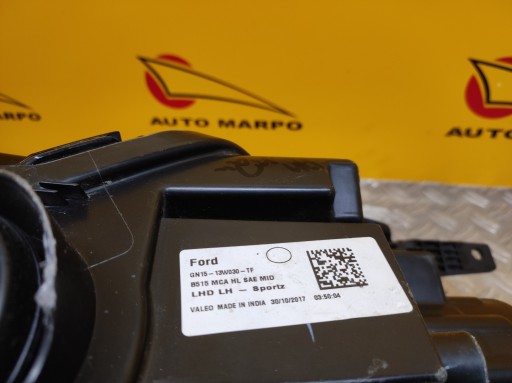 AUTO MARPO
AUTO MARPO
Ford
GN15-13W030-TF
B515 MCA HL SAE MID
LHD LH - Sportz
VALEO MADE IN INDIA 30/10/2017 03:50:04